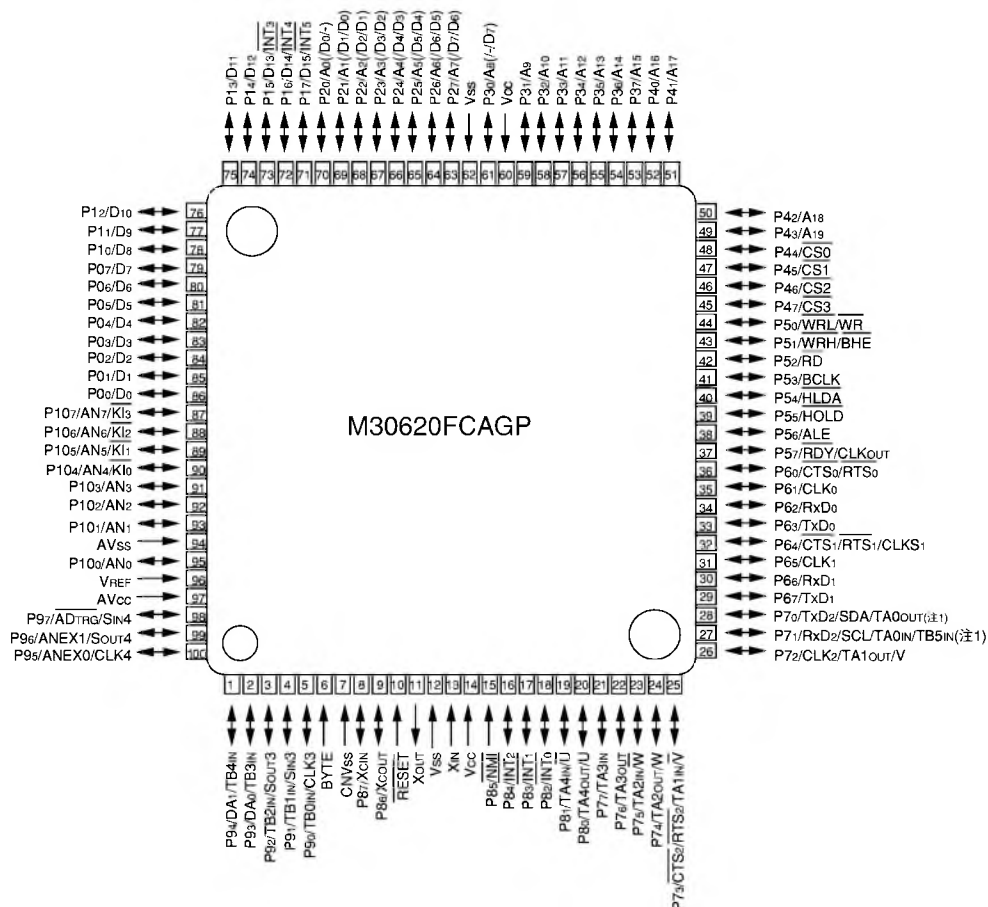 P13/D11
P14/D12
P15/D13/INT3
P16/D14/INT4
P17/D15/INT5
P20/A0(/D0/-)
P21/A1(/D1/D0)
P22/A2(/D2/D1)
P23/A3(/D3/D2)
P24/A4(/D4/D3)
P25/A5(/D5/D4)
P26/A6(/D6/D5)
P27/A7(/D7/D6)
Vss
P30/A8(/-/D7)
Vcc
P31/A9
P32/A10
P33/A11
P34/A12
P35/A13
P36/A14
P37/A15
P40/A16
P41/A17
75 74 73 72 71 70 69 68 67 66 65 64 63 62 61 60 59 58 57 56 55 54 53 52 51
P12/D10 76
P11/D9 77
P10/D8 78
P07/D7 79
P06/D6 80
P05/D5 81
P04/D4 82
P03/D3 83
P02/D2 84
P01/D1 85
P00/D0 86
P107/AN7/KI3 87
P106/AN6/KI2 88
P105/AN5/KI1 89
P104/AN4/KI0 90
P103/AN3 91
P102/AN2 92
P101/AN1 93
AVss 94
P100/AN0 95
VREF 96
AVcc 97
P97/ADTRG/SIN4 98
P96/ANEX1/SOUT4 99
P95/ANEX0/CLK4 100
M30620FCAGP
50 P42/A18
49 P43/A19
48 P44/CS0
47 P45/CS1
46 P46/CS2
45 P47/CS3
44 P50/WRL/WR
43 P51/WRH/BHE
42 P52/RD
41 P53/BCLK
40 P54/HLDA
39 P55/HOLD
38 P56/ALE
37 P57/RDY/CLKOUT
36 P60/CTS0/RTS0
35 P61/CLK0
34 P62/RxD0
33 P63/TxD0
32 P64/CTS1/RTS1/CLKS1
31 P65/CLK1
30 P66/RxD1
29 P67/TxD1
28 P70/TxD2/SDA/TA0OUT(注1)
27 P71/RxD2/SCL/TA0IN/TB5IN(注1)
26 P72/CLK2/TA1OUT/V
1 2 3 4 5 6 7 8 9 10 11 12 13 14 15 16 17 18 19 20 21 22 23 24 25
P94/DA1/TB4IN
P93/DA0/TB3IN
P92/TB2IN/SOUT3
P91/TB1IN/SIN3
P90/TB0IN/CLK3
BYTE
CNVss
P87/XCIN
P86/XCOUT
RESET
XOUT
Vss
XIN
Vcc
P85/NMI
P84/INT2
P83/INT1
P82/INT0
P81/TA4IN/U
P80/TA4OUT/U
P77/TA3IN
P76/TA3OUT
P75/TA2IN/W
P74/TA2OUT/W
P73/CTS2/RTS2/TA1IN/V